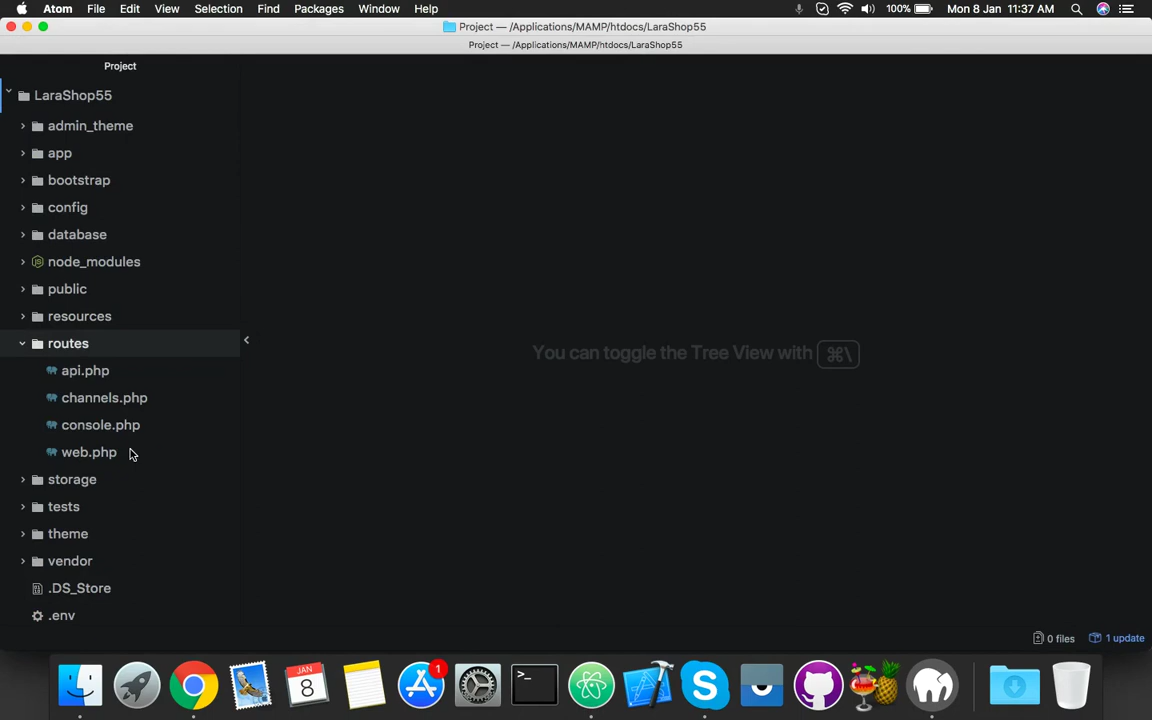 Atom File Edit View Selection Find Packages Window Help 100% Mon 8 Jan 11:37 AM
Project — /Applications/MAMP/htdocs/LaraShop55
Project — /Applications/MAMP/htdocs/LaraShop55
Project
LaraShop55
admin_theme
app
bootstrap
config
database
node_modules
public
resources
You can toggle the Tree View with ⌘\
routes
api.php
channels.php
console.php
web.php
storage
tests
theme
vendor
.DS_Store
.env
0 files 1 update
1
JAN
8
>_
S